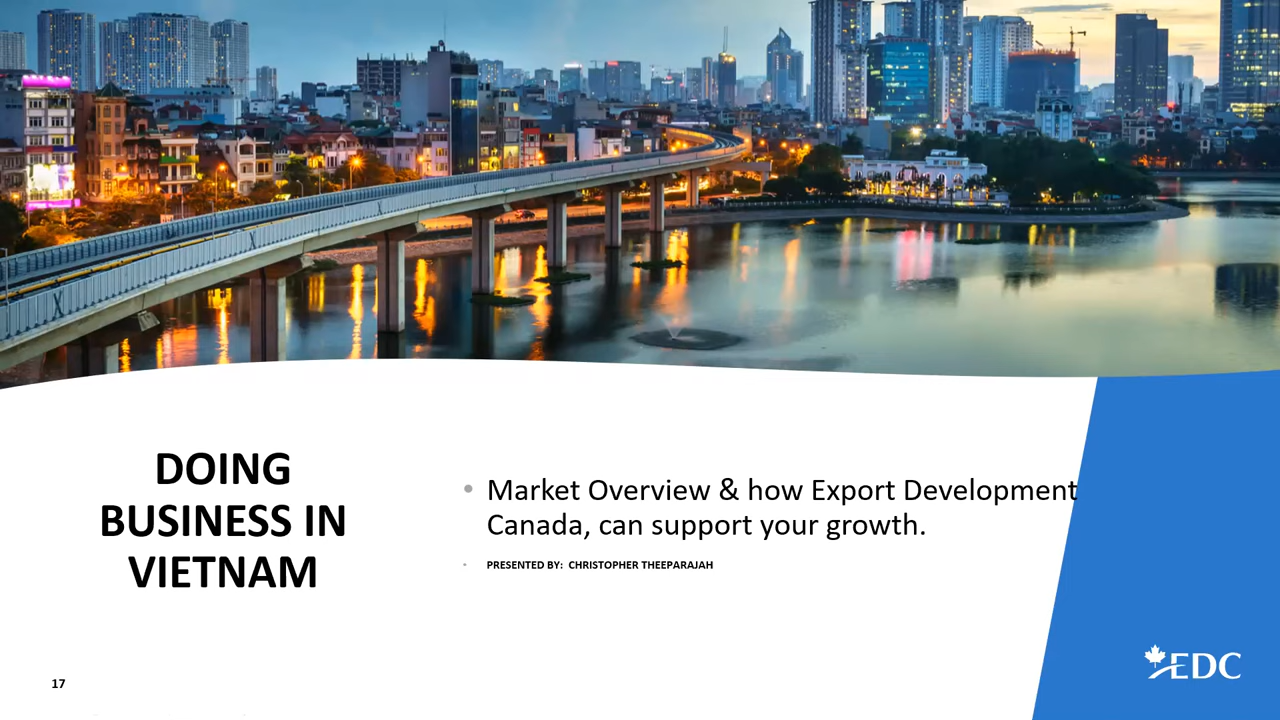 DOING
BUSINESS IN
VIETNAM
• Market Overview & how Export Development
Canada, can support your growth.
• PRESENTED BY: CHRISTOPHER THEEPARAJAH
17
EDC